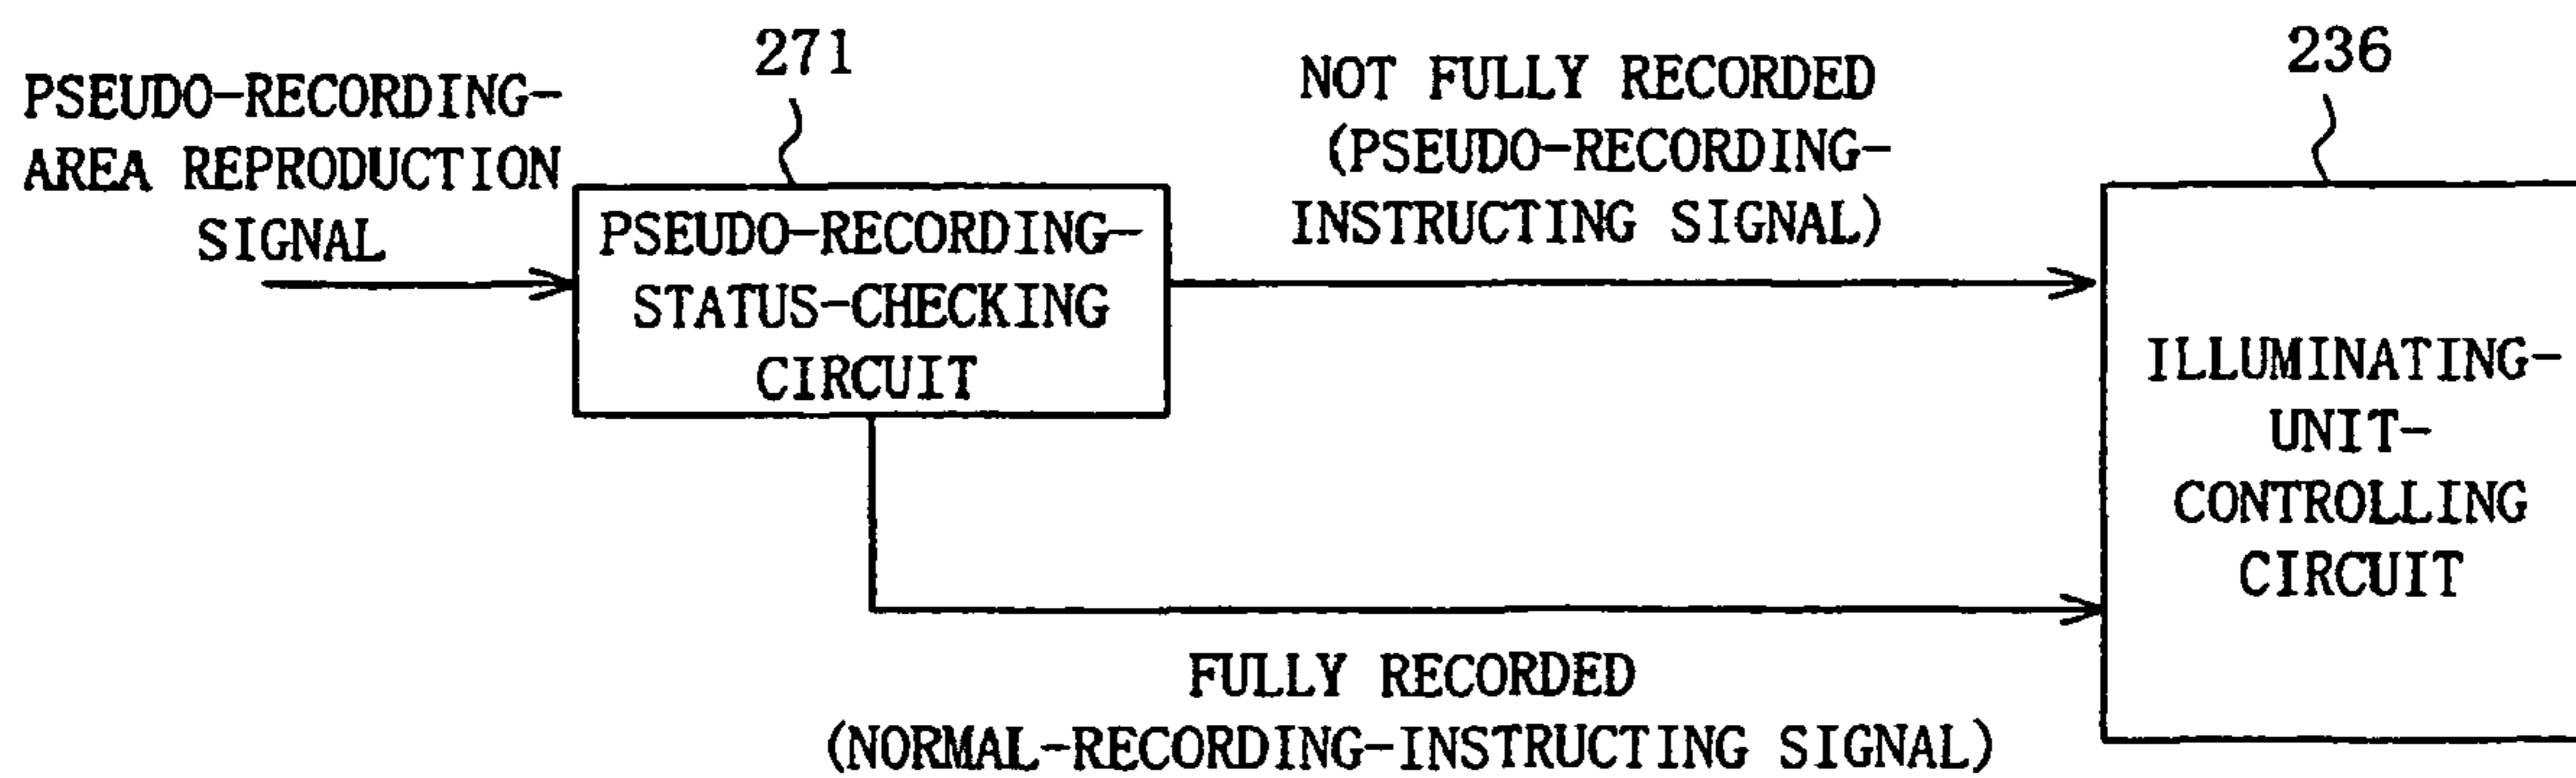 PSEUDO-RECORDING-
AREA REPRODUCTION
SIGNAL
271
PSEUDO-RECORDING-
STATUS-CHECKING
CIRCUIT
NOT FULLY RECORDED
(PSEUDO-RECORDING-
INSTRUCTING SIGNAL)
FULLY RECORDED
(NORMAL-RECORDING-INSTRUCTING SIGNAL)
236
ILLUMINATING-
UNIT-
CONTROLLING
CIRCUIT